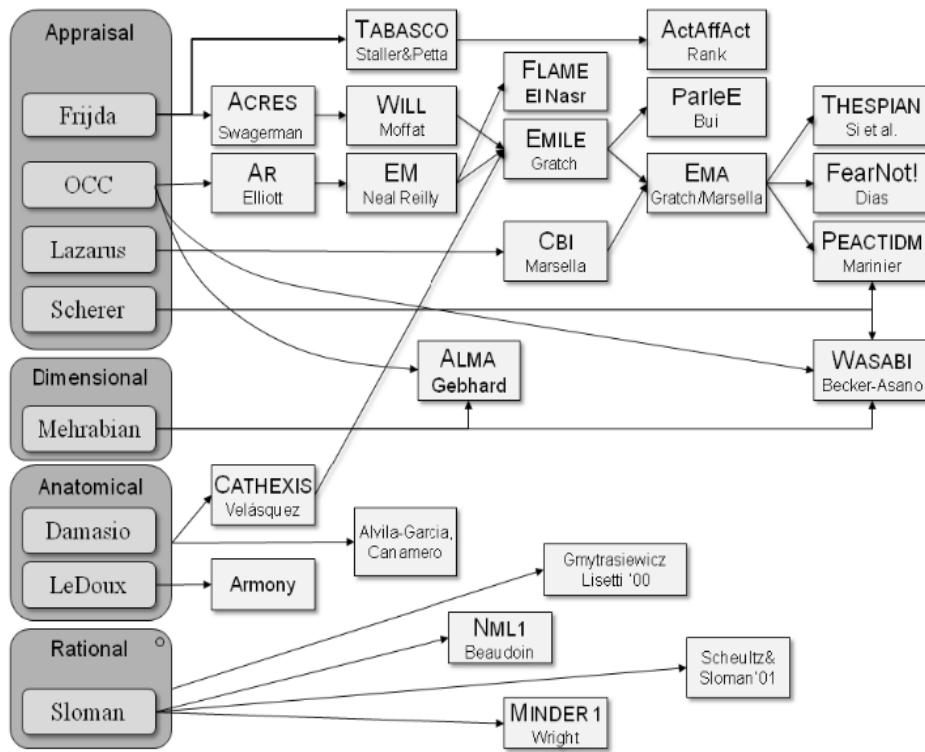 Appraisal
Frijda
OCC
Lazarus
Scherer
TABASCO
Staller&Petta
ActAffAct
Rank
FLAME
El Nasr
ACRES
Swagerman
WILL
Moffat
EMILE
Gratch
ParleE
Bui
THESPIAN
Si et al.
AR
Elliott
EM
Neal Reilly
EMA
Gratch/Marsella
FearNot!
Dias
CBI
Marsella
PEACTIDM
Marinier
ALMA
Gebhard
WASABI
Becker-Asano
Dimensional
Mehrabian
Anatomical
Damasio
LeDoux
CATHEXIS
Velásquez
Alvila-Garcia,
Canamero
Armony
Gmytrasiewicz
Lisetti '00
Rational
Sloman
NML1
Beaudoin
Scheultz&
Sloman'01
MINDER 1
Wright